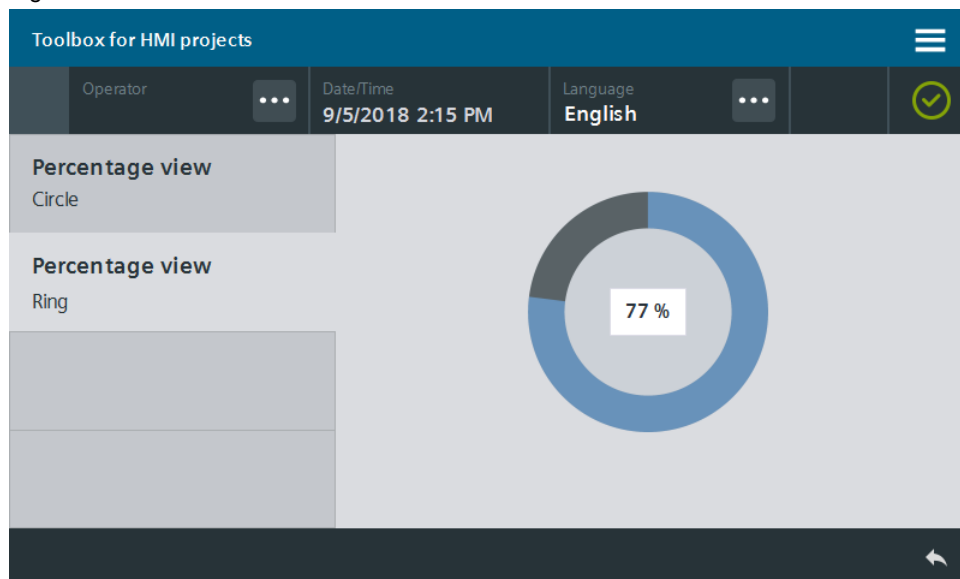 Toolbox for HMI projects
Operator
Date/Time
Language
9/5/2018 2:15 PM
English
Percentage view
Circle
Percentage view
Ring
77 %